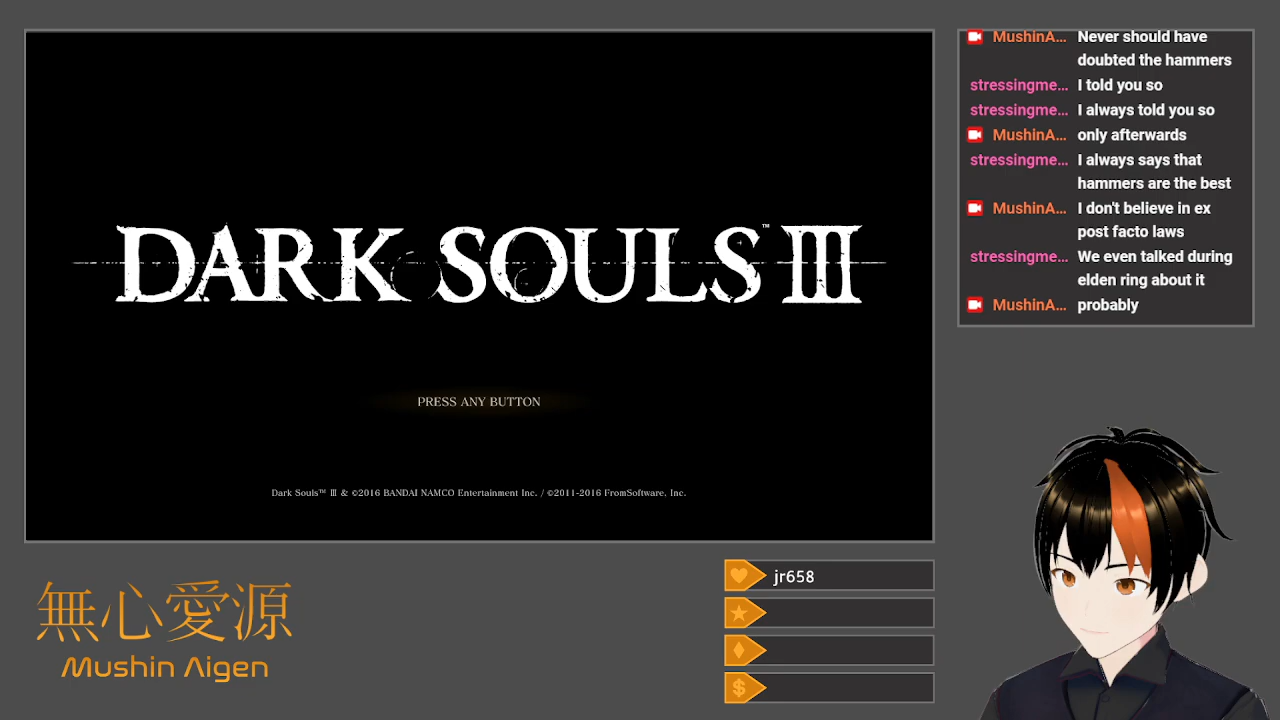 DARK SOULS III
™
PRESS ANY BUTTON
Dark Souls™ III & ©2016 BANDAI NAMCO Entertainment Inc. / ©2011-2016 FromSoftware, Inc.
MushinA... Never should have
doubted the hammers
stressingme... I told you so
stressingme... I always told you so
MushinA... only afterwards
stressingme... I always says that
hammers are the best
MushinA... I don't believe in ex
post facto laws
stressingme... We even talked during
elden ring about it
MushinA... probably
無心愛源
Mushin Aigen
jr658
$